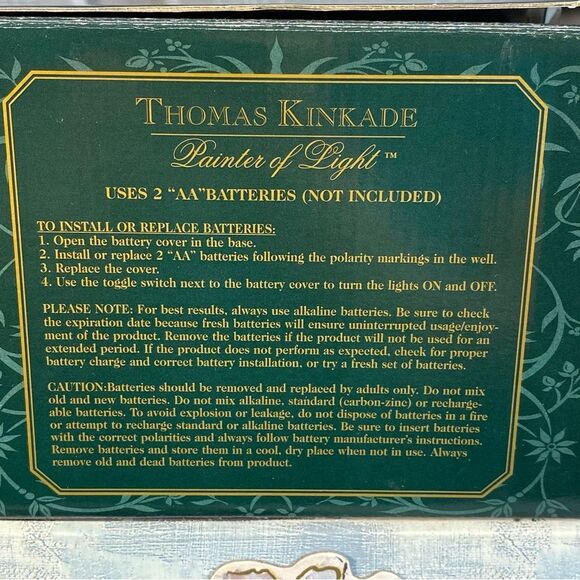 THOMAS KINKADE
Painter of Light ™
USES 2 “AA”BATTERIES (NOT INCLUDED)
TO INSTALL OR REPLACE BATTERIES:
1. Open the battery cover in the base.
2. Install or replace 2 “AA” batteries following the polarity markings in the well.
3. Replace the cover.
4. Use the toggle switch next to the battery cover to turn the lights ON and OFF.
PLEASE NOTE: For best results, always use alkaline batteries. Be sure to check
the expiration date because fresh batteries will ensure uninterrupted usage/enjoy-
ment of the product. Remove the batteries if the product will not be used for an
extended period. If the product does not perform as expected, check for proper
battery charge and correct battery installation, or try a fresh set of batteries.
CAUTION:Batteries should be removed and replaced by adults only. Do not mix
old and new batteries. Do not mix alkaline, standard (carbon-zine) or recharge-
able batteries. To avoid explosion or leakage, do not dispose of batteries in a fire
or attempt to recharge standard or alkaline batteries. Be sure to insert batteries
with the correct polarities and always follow battery manufacturer's instructions.
Remove batteries and store them in a cool, dry place when not in use. Always
remove old and dead batteries from product.